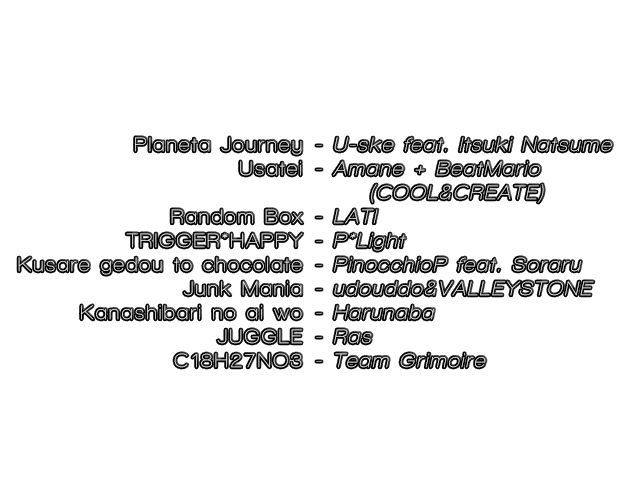 Planeta Journey - U-ske feat. Itsuki Natsume
Usatei - Amane + BeatMario
(COOL&CREATE)
Random Box - LATI
TRIGGER*HAPPY - P*Light
Kusare gedou to chocolate - PinocchioP feat. Soraru
Junk Mania - udouddo&VALLEYSTONE
Kanashibari no ai wo - Harunaba
JUGGLE - Ras
C18H27NO3 - Team Grimoire